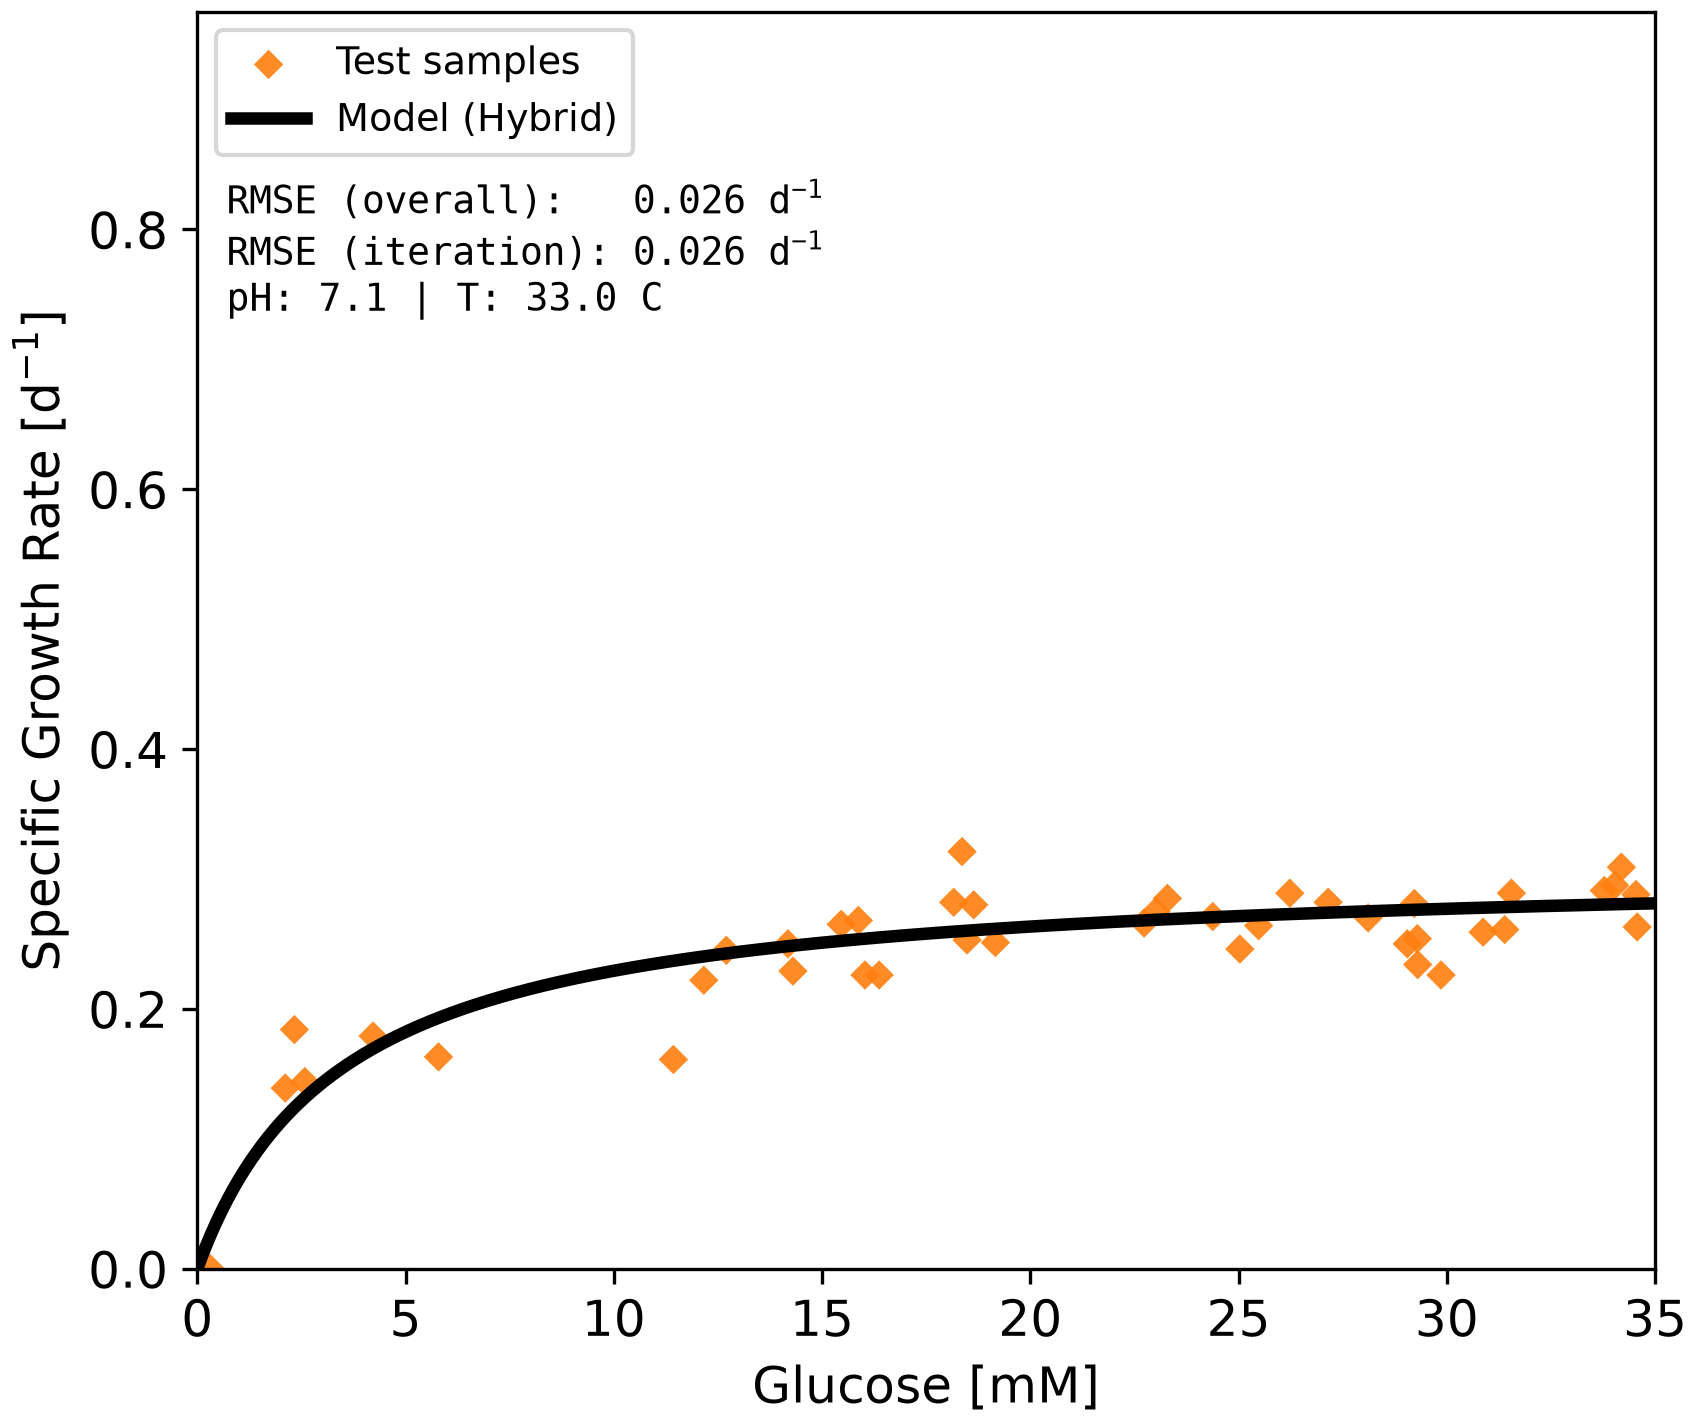 Test samples
Model (Hybrid)
RMSE (overall):   0.026 d⁻¹
RMSE (iteration): 0.026 d⁻¹
pH: 7.1 | T: 33.0 C
0.8
0.6
0.4
0.2
0.0
Specific Growth Rate [d⁻¹]
0 5 10 15 20 25 30 35
Glucose [mM]